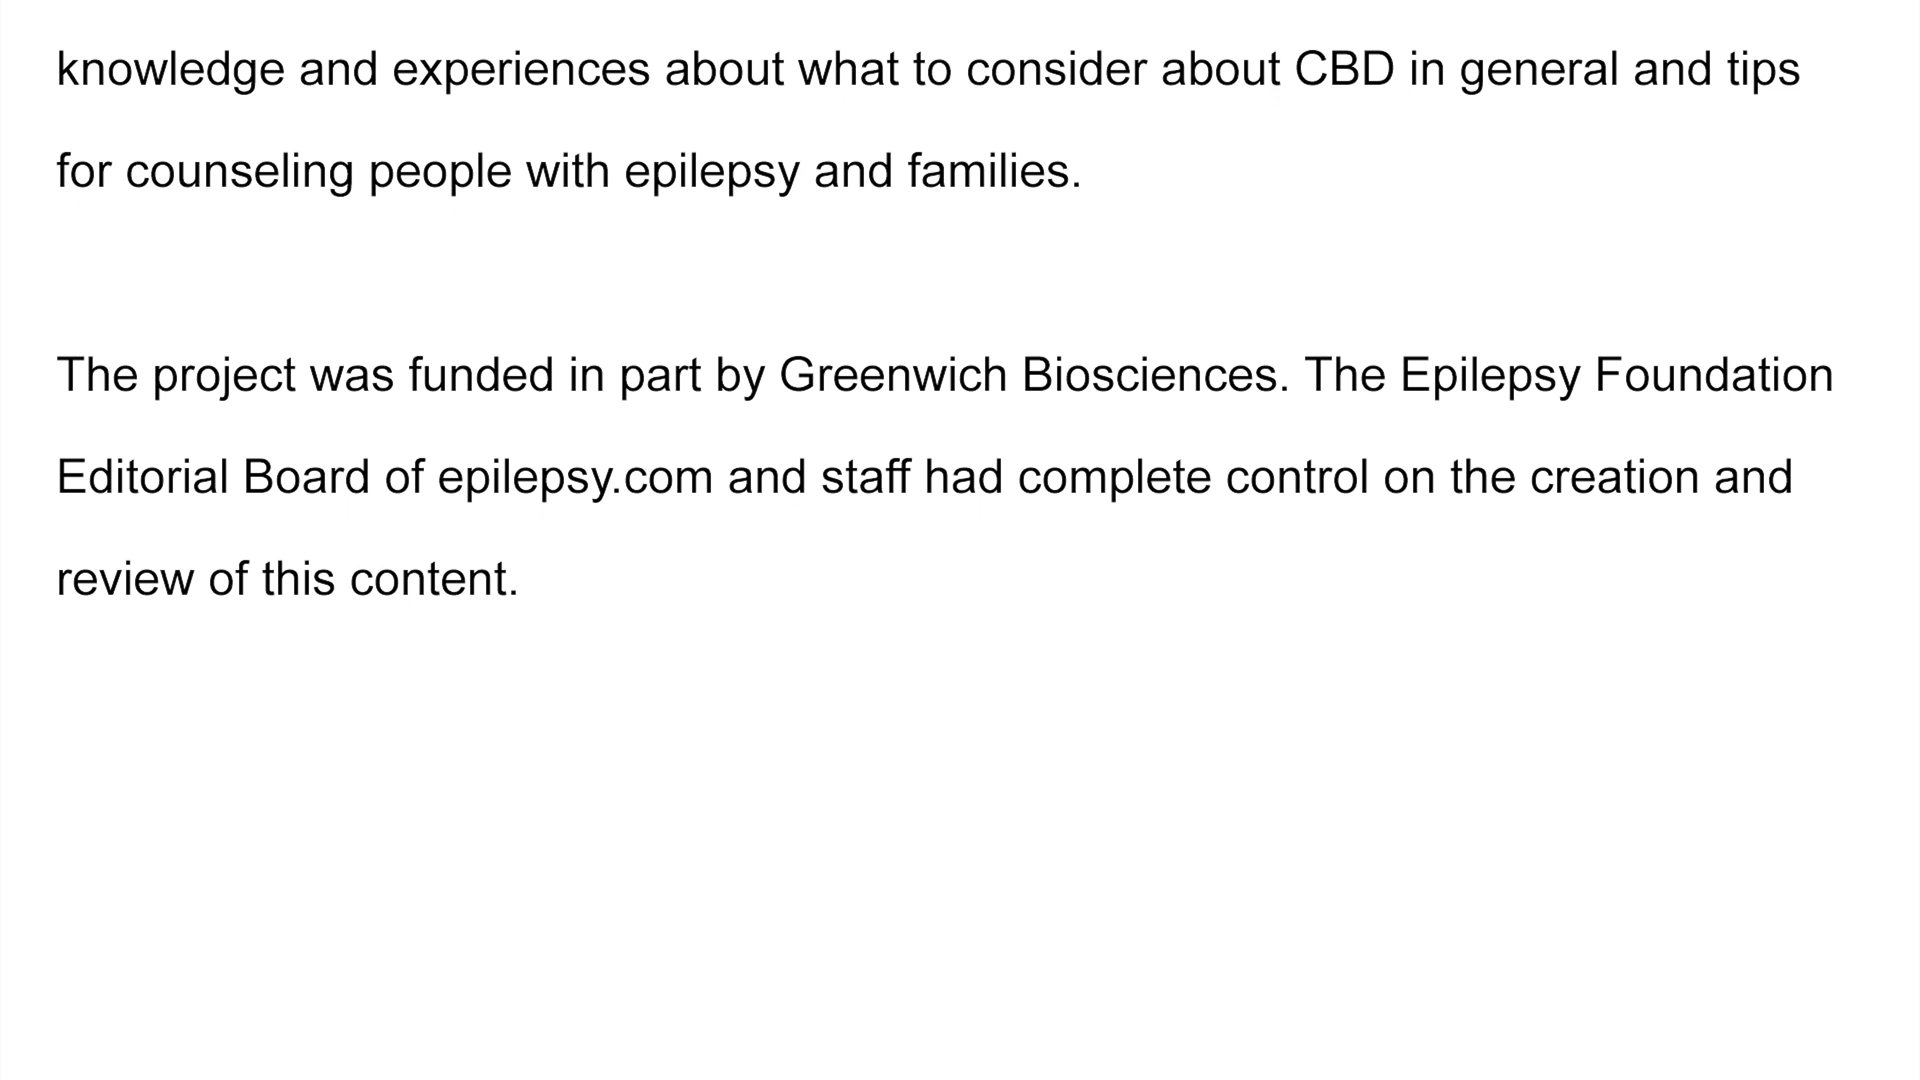 knowledge and experiences about what to consider about CBD in general and tips
for counseling people with epilepsy and families.
The project was funded in part by Greenwich Biosciences. The Epilepsy Foundation
Editorial Board of epilepsy.com and staff had complete control on the creation and
review of this content.